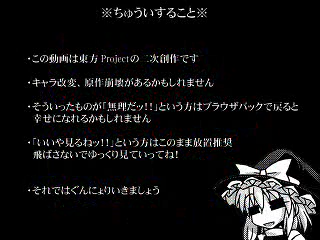 ※ちゅういすること※
・この動画は東方Projectの二次創作です
・キャラ改変、原作崩壊があるかもしれません
・そういったものが「無理だッ!!」という方はブラウザバックで戻ると
幸せになれるかもしれません
・「いいや見るねッ!!」という方はこのまま放置推奨
飛ばさないでゆっくり見ていってね!
・それではぐんにょりいきましょう